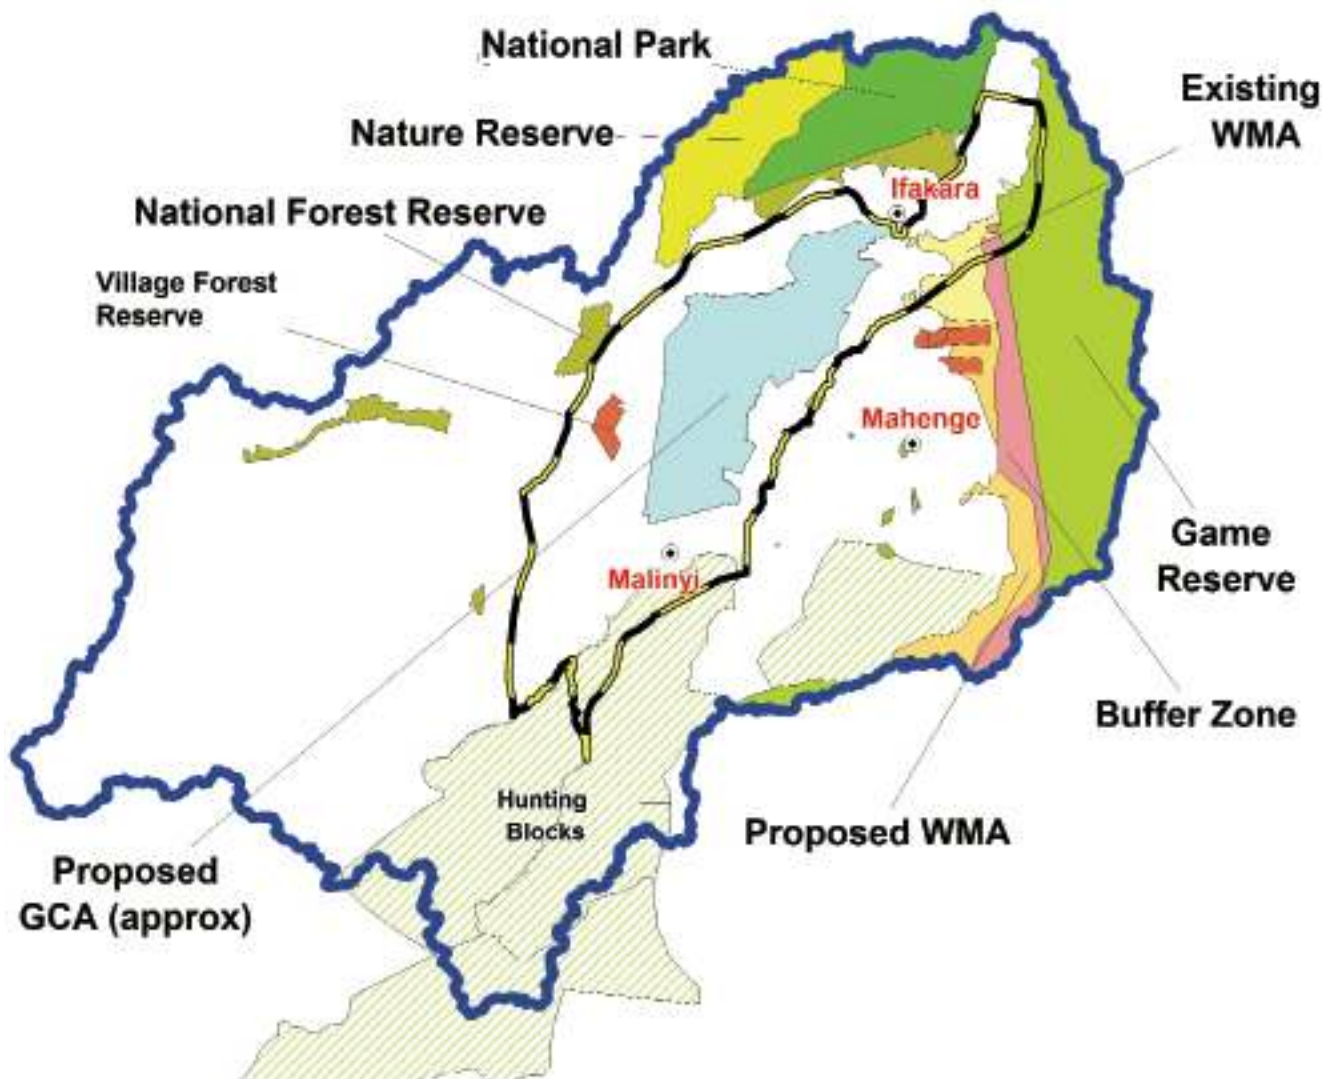 National Park
Existing
WMA
Nature Reserve
Ifakara
National Forest Reserve
Village Forest
Reserve
Mahenge
Game
Reserve
Malinyi
Buffer Zone
Hunting
Blocks
Proposed WMA
Proposed
GCA (approx)